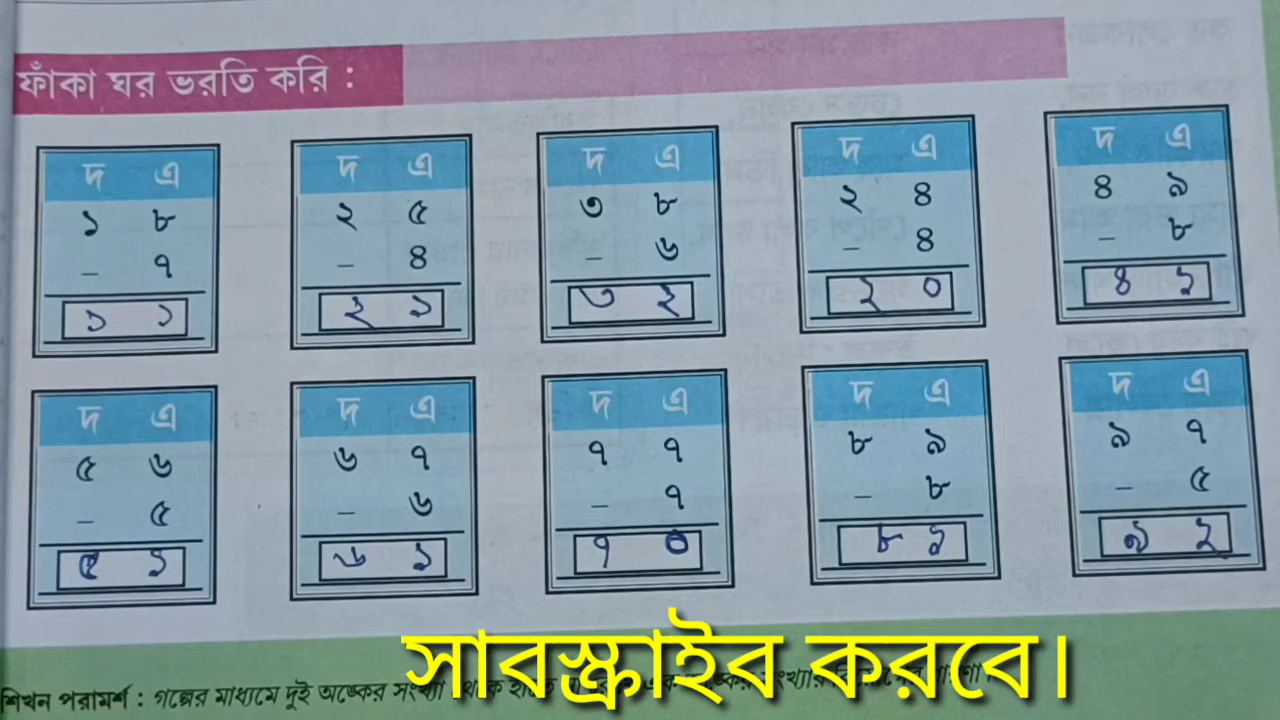 ফাঁকা ঘর ভরতি করি :
দ এ দ এ দ এ দ এ দ এ
১ ৮ ২ ৫ ৩ ৮ ২ ৪ ৪ ৯
– ৭ – ৪ – ৬ – ৪ – ৮
১ ১ ২ ১ ৩ ২ ২ ০ ৪ ১
দ এ দ এ দ এ দ এ দ এ
৫ ৬ ৬ ৭ ৭ ৭ ৮ ৯ ৯ ৭
– ৫ – ৬ – ৭ – ৮ – ৫
৫ ১ ৬ ১ ৭ ০ ৮ ১ ৯ ২
সাবস্ক্রাইব করবে।
শিখন পরামর্শ : গল্পের মাধ্যমে দুই অঙ্কের সংখ্যা